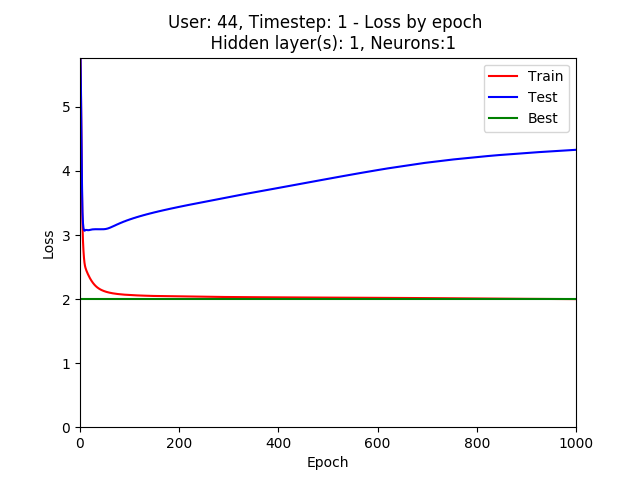 User: 44, Timestep: 1 - Loss by epoch
Hidden layer(s): 1, Neurons:1
Train
Test
Best
5
4
3
2
1
0
Loss
0 200 400 600 800 1000
Epoch